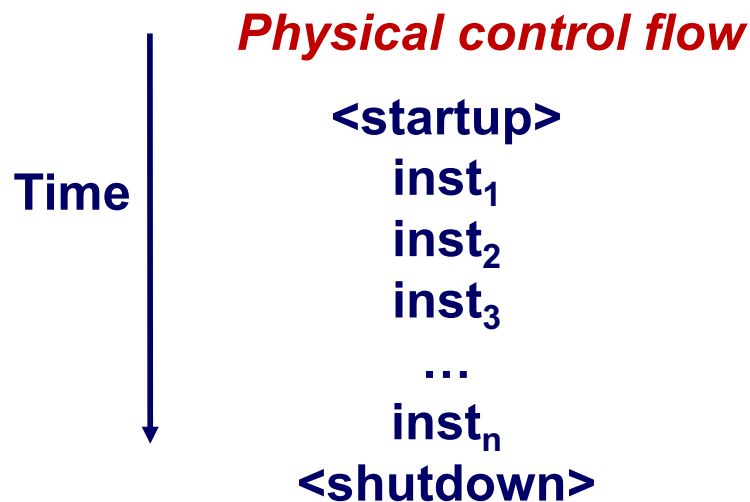 Physical control flow
<startup>
Time
inst₁
inst₂
inst₃
…
instₙ
<shutdown>